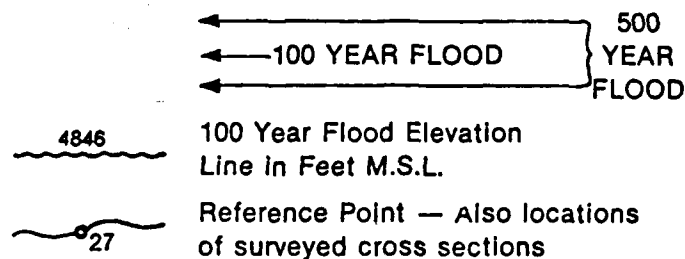 500
100 YEAR FLOOD
YEAR
FLOOD
4846
100 Year Flood Elevation
Line in Feet M.S.L.
Reference Point — Also locations
27
of surveyed cross sections